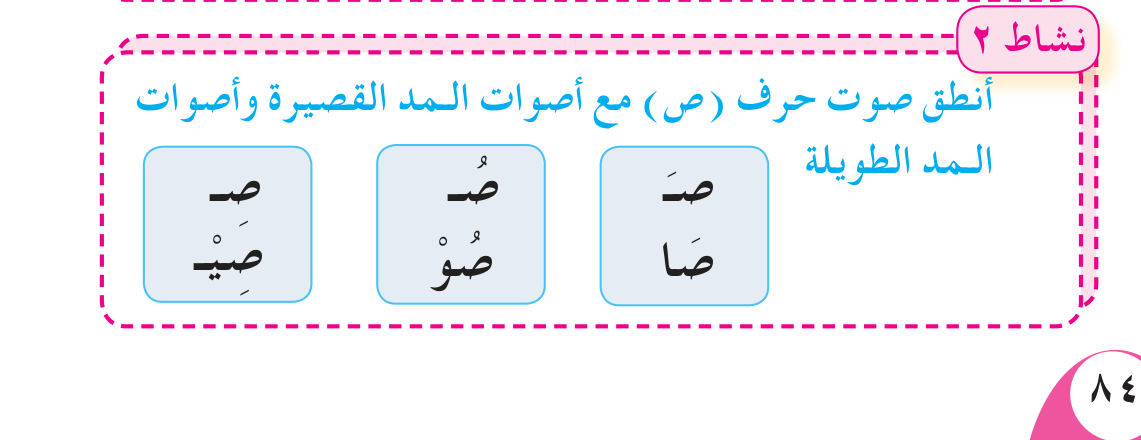 نشاط ٢
أنطق صوت حرف (ص) مع أصوات المد القصيرة وأصوات
المد الطويلة
صَـ صُـ صِـ
صَا صُوْ صِيْـ
٨٤